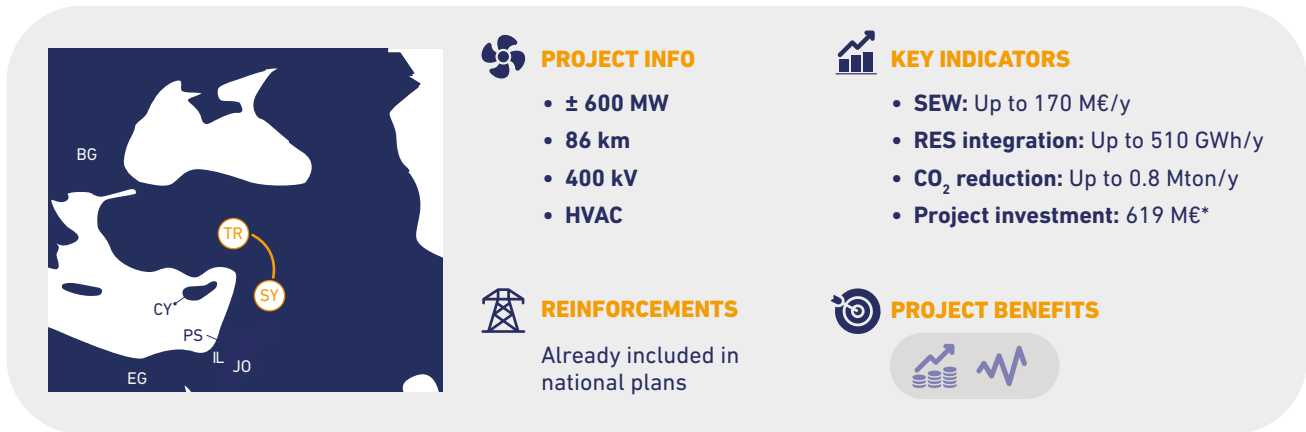 BG
TR
SY
CY
PS
IL
JO
EG
PROJECT INFO
• ± 600 MW
• 86 km
• 400 kV
• HVAC
KEY INDICATORS
• SEW: Up to 170 M€/y
• RES integration: Up to 510 GWh/y
• CO₂ reduction: Up to 0.8 Mton/y
• Project investment: 619 M€*
REINFORCEMENTS
Already included in
national plans
PROJECT BENEFITS